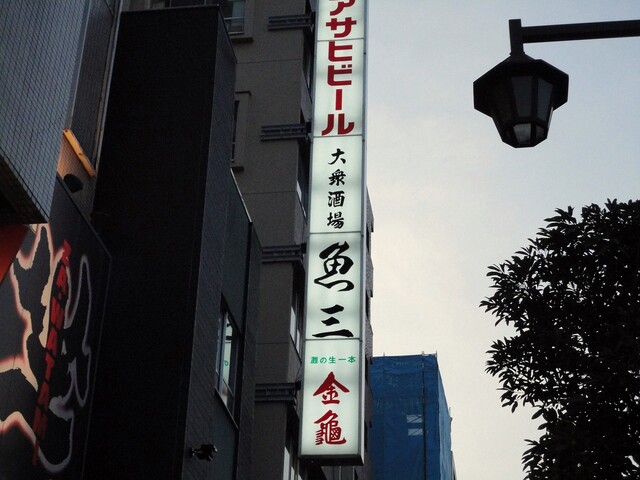 アサヒビール
大衆酒場
魚三
灘の生一本
金亀